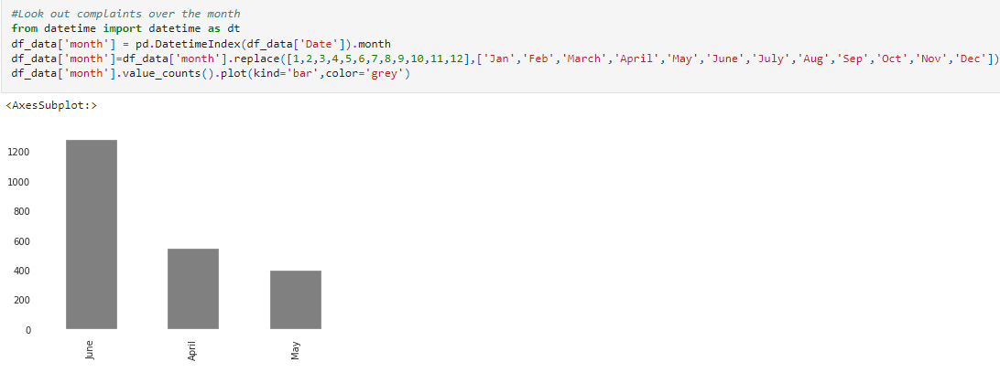 #Look out complaints over the month
from datetime import datetime as dt
df_data['month'] = pd.DatetimeIndex(df_data['Date']).month
df_data['month']=df_data['month'].replace([1,2,3,4,5,6,7,8,9,10,11,12],['Jan','Feb','March','April','May','June','July','Aug','Sep','Oct','Nov','Dec'])
df_data['month'].value_counts().plot(kind='bar',color='grey')
<AxesSubplot:>
1200
1000
800
600
400
200
0
June
April
May